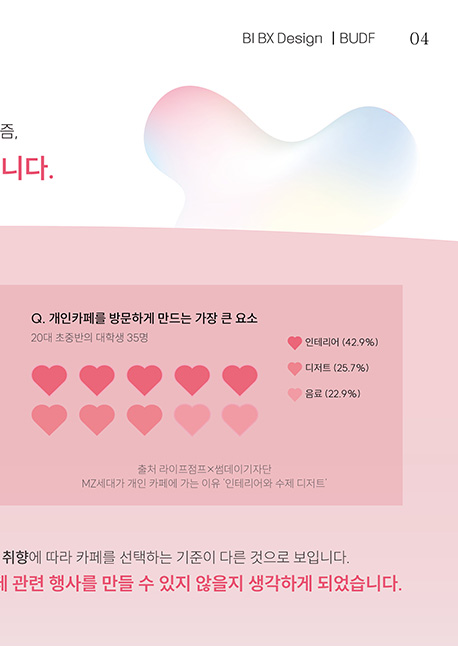 BI BX Design | BUDF 04
즘,
니다.
Q. 개인카페를 방문하게 만드는 가장 큰 요소
20대 초중반의 대학생 35명
인테리어 (42.9%)
디저트 (25.7%)
음료 (22.9%)
출처 라이프점프×썸데이기자단
MZ세대가 개인 카페에 가는 이유 '인테리어와 수제 디저트'
취향에 따라 카페를 선택하는 기준이 다른 것으로 보입니다.
관련 행사를 만들 수 있지 않을지 생각하게 되었습니다.